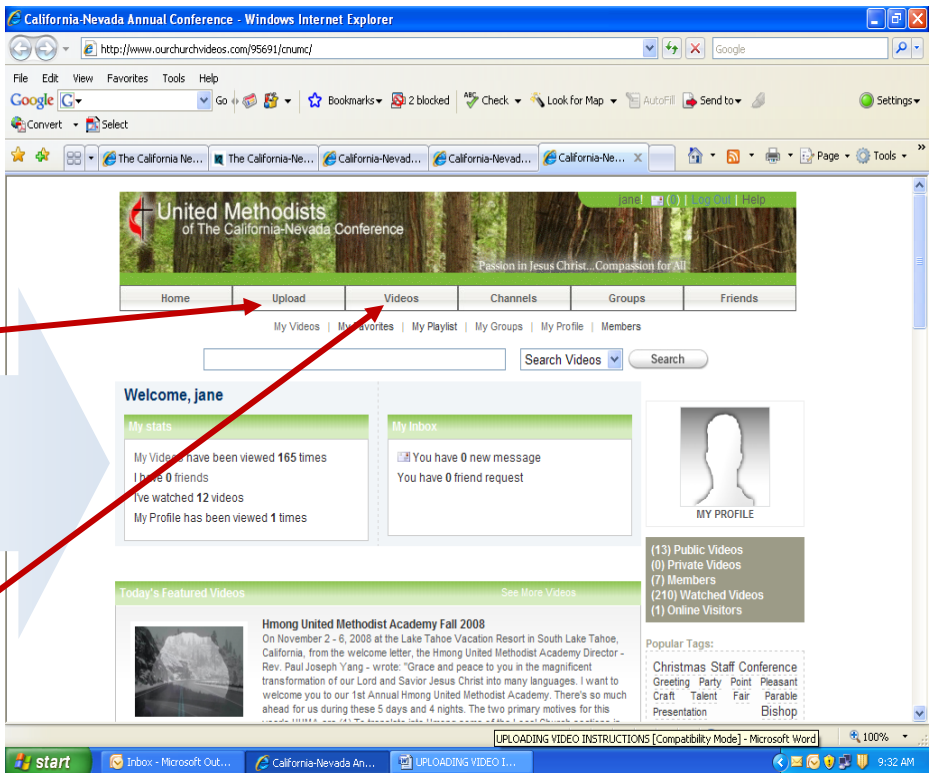 California-Nevada Annual Conference - Windows Internet Explorer
http://www.ourchurchvideos.com/95691/cnumc/
Google
File Edit View Favorites Tools Help
Google G Go Bookmarks 2 blocked ABC Check Look for Map AutoFill Send to Settings
Convert Select
The California Ne... The California-Ne... California-Nevad... California-Nevad... California-Ne... X Page Tools »
United Methodists
of The California-Nevada Conference
jane| (0) | Log Out | Help
Passion in Jesus Christ...Compassion for All
Home Upload Videos Channels Groups Friends
My Videos | My Favorites | My Playlist | My Groups | My Profile | Members
Search Videos Search
Welcome, jane
My stats
My Videos have been viewed 165 times
I have 0 friends
I've watched 12 videos
My Profile has been viewed 1 times
My Inbox
You have 0 new message
You have 0 friend request
MY PROFILE
(13) Public Videos
(0) Private Videos
(7) Members
(210) Watched Videos
(1) Online Visitors
Today's Featured Videos See More Videos
Hmong United Methodist Academy Fall 2008
On November 2 - 6, 2008 at the Lake Tahoe Vacation Resort in South Lake Tahoe,
California, from the welcome letter, the Hmong United Methodist Academy Director -
Rev. Paul Joseph Yang - wrote: "Grace and peace to you in the magnificent
transformation of our Lord and Savior Jesus Christ into many languages. I want to
welcome you to our 1st Annual Hmong United Methodist Academy. There's so much
ahead for us during these 5 days and 4 nights. The two primary motives for this
Popular Tags:
Christmas Staff Conference
Greeting Party Point Pleasant
Craft Talent Fair Parable
Presentation Bishop
UPLOADING VIDEO INSTRUCTIONS [Compatibility Mode] - Microsoft Word
100%
start Inbox - Microsoft Out... California-Nevada An... UPLOADING VIDEO I... 9:32 AM